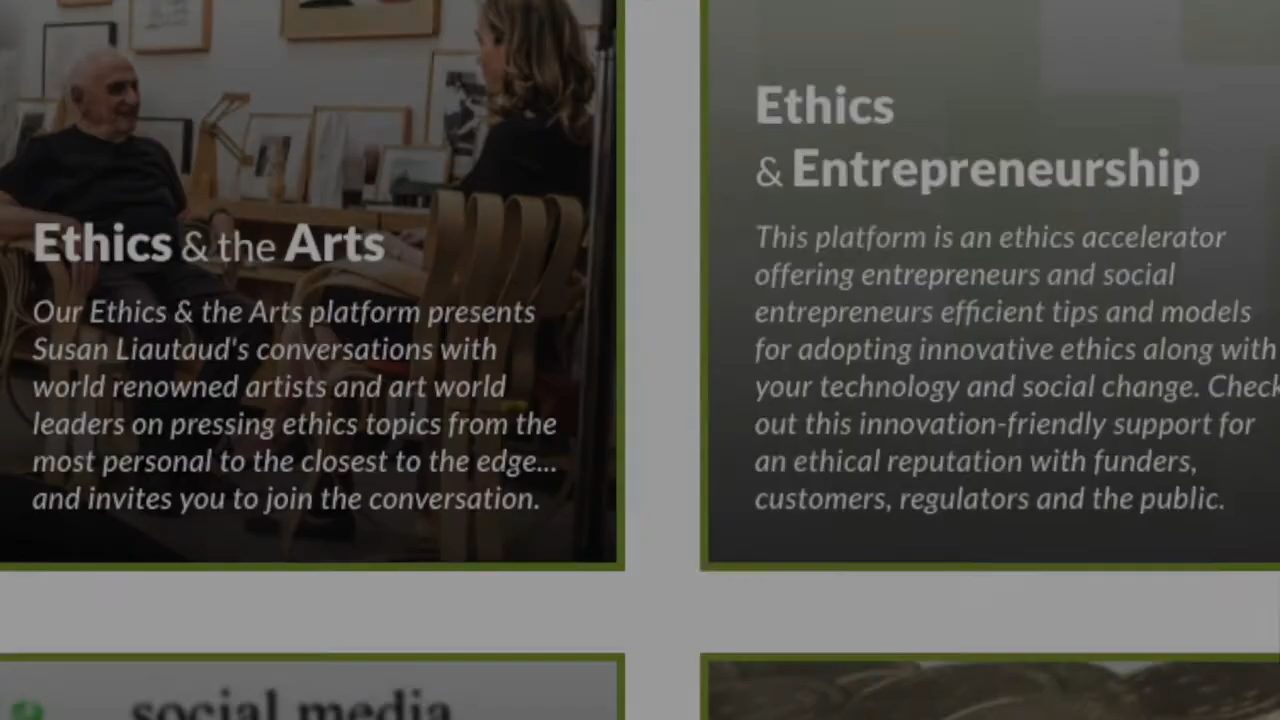 Ethics & the Arts
Our Ethics & the Arts platform presents
Susan Liautaud's conversations with
world renowned artists and art world
leaders on pressing ethics topics from the
most personal to the closest to the edge...
and invites you to join the conversation.
Ethics
& Entrepreneurship
This platform is an ethics accelerator
offering entrepreneurs and social
entrepreneurs efficient tips and models
for adopting innovative ethics along with
your technology and social change. Check
out this innovation-friendly support for
an ethical reputation with funders,
customers, regulators and the public.
social media